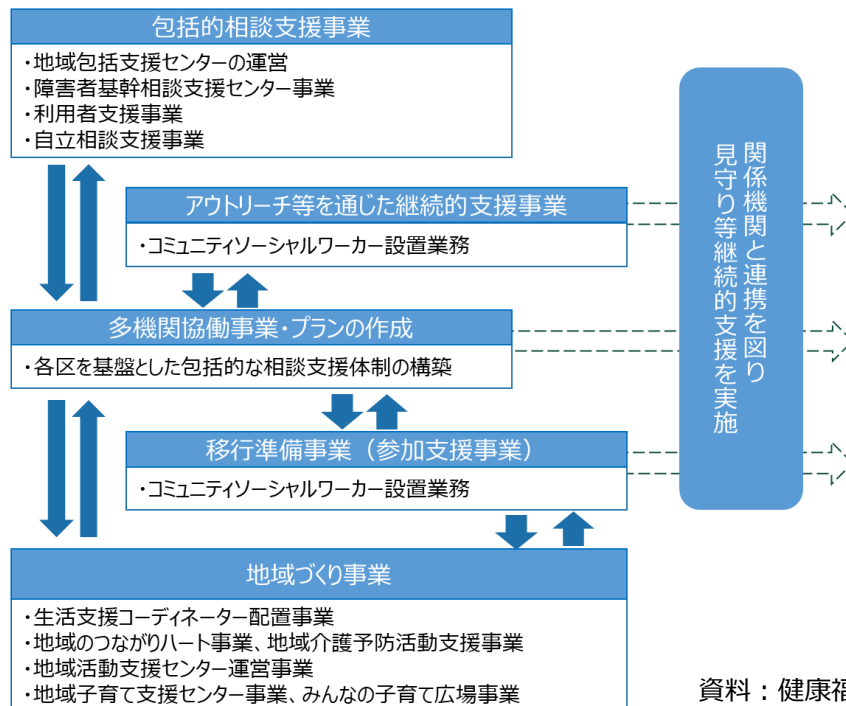 包括的相談支援事業
・地域包括支援センターの運営
・障害者基幹相談支援センター事業
・利用者支援事業
・自立相談支援事業
アウトリーチ等を通じた継続的支援事業
・コミュニティソーシャルワーカー設置業務
多機関協働事業・プランの作成
・各区を基盤とした包括的な相談支援体制の構築
移行準備事業（参加支援事業）
・コミュニティソーシャルワーカー設置業務
地域づくり事業
・生活支援コーディネーター配置事業
・地域のつながりハート事業、地域介護予防活動支援事業
・地域活動支援センター運営事業
・地域子育て支援センター事業、みんなの子育て広場事業
関係機関と連携を図り
見守り等継続的支援を実施
資料：健康福